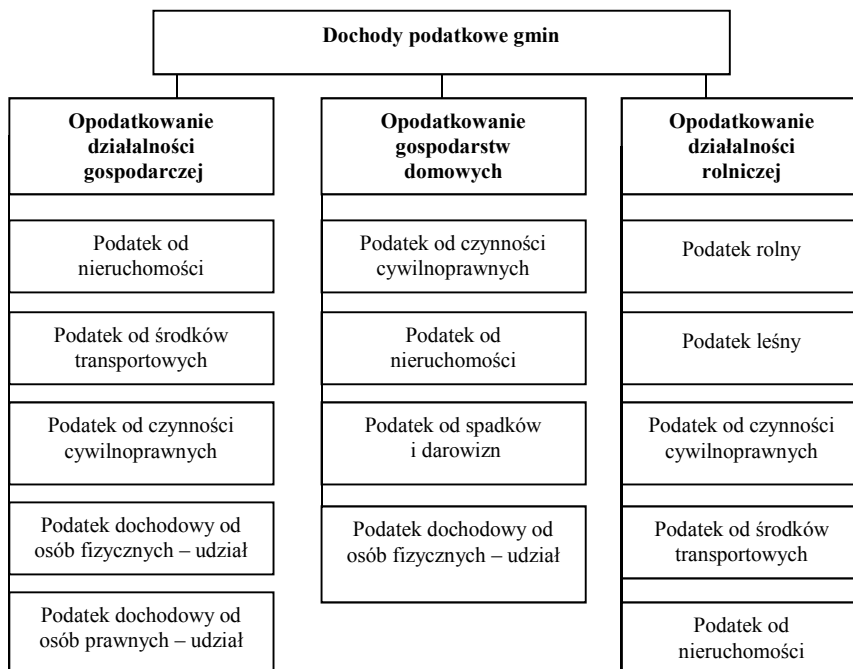 Dochody podatkowe gmin
Opodatkowanie
działalności
gospodarczej
Podatek od
nieruchomości
Podatek od środków
transportowych
Podatek od czynności
cywilnoprawnych
Podatek dochodowy od
osób fizycznych – udział
Podatek dochodowy od
osób prawnych – udział
Opodatkowanie
gospodarstw
domowych
Podatek od czynności
cywilnoprawnych
Podatek od
nieruchomości
Podatek od spadków
i darowizn
Podatek dochodowy od
osób fizycznych – udział
Opodatkowanie
działalności
rolniczej
Podatek rolny
Podatek leśny
Podatek od czynności
cywilnoprawnych
Podatek od środków
transportowych
Podatek od
nieruchomości